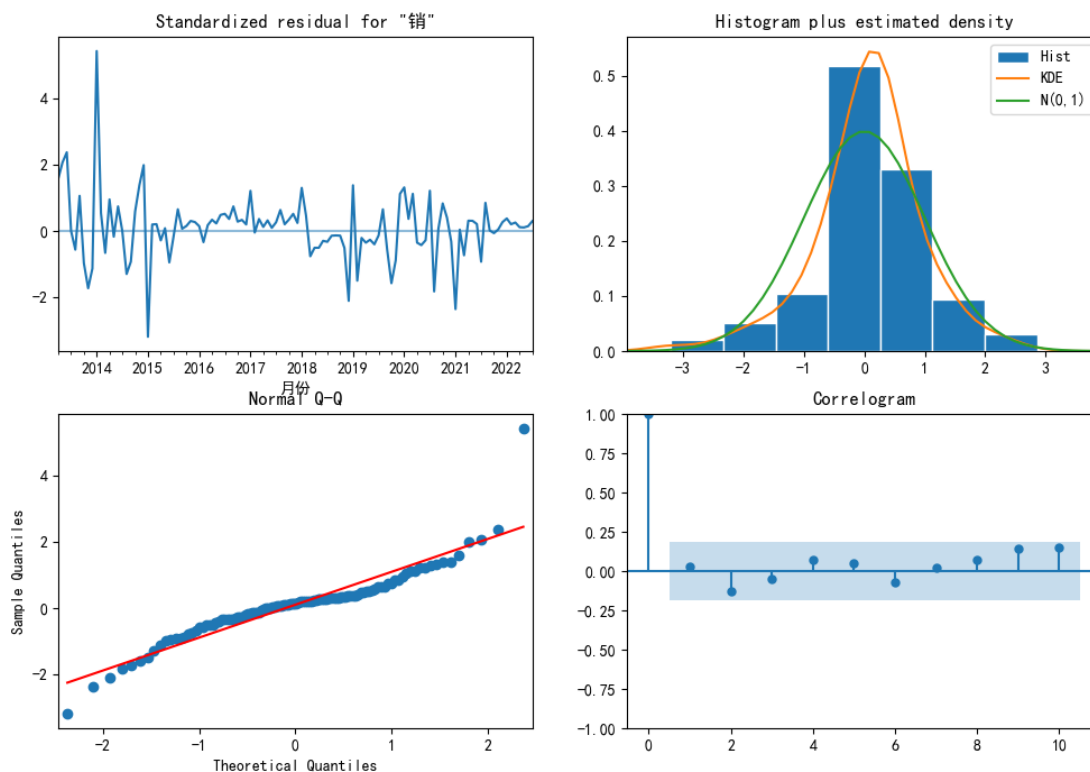 Standardized residual for "销"
4
2
0
-2
2014 2015 2016 2017 2018 2019 2020 2021 2022
月份
Histogram plus estimated density
Hist
KDE
N(0,1)
0.5
0.4
0.3
0.2
0.1
0.0
-3 -2 -1 0 1 2 3
Normal Q-Q
Sample Quantiles
4
2
0
-2
-2 -1 0 1 2
Theoretical Quantiles
Correlogram
1.00
0.75
0.50
0.25
0.00
-0.25
-0.50
-0.75
-1.00
0 2 4 6 8 10